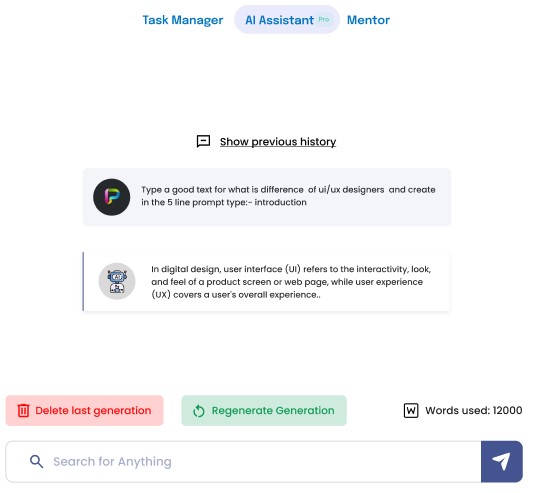 Task Manager AI Assistant Pro Mentor
Show previous history
Type a good text for what is difference of ui/ux designers and create
in the 5 line prompt type:- introduction
In digital design, user interface (UI) refers to the interactivity, look,
and feel of a product screen or web page, while user experience
(UX) covers a user's overall experience..
Delete last generation Regenerate Generation W Words used: 12000
Search for Anything